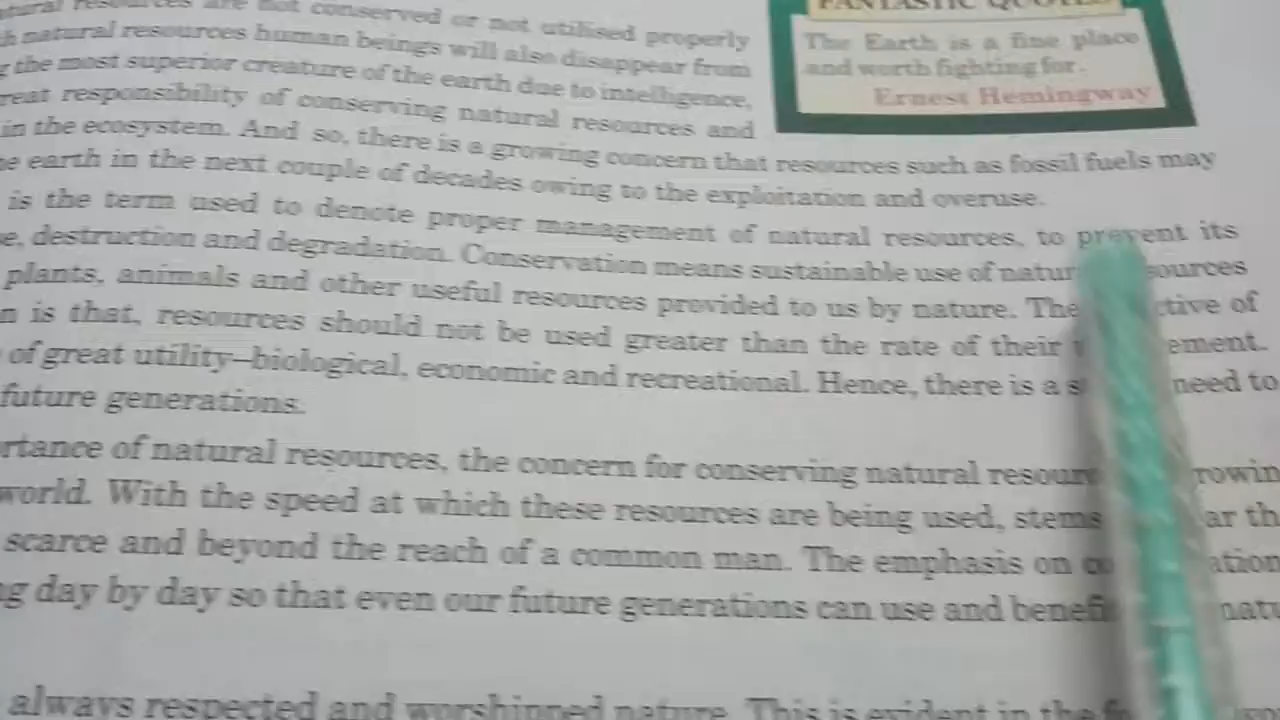 natural resources are not conserved or not utilised properly
natural resources human beings will also disappear from
the most superior creature of the earth due to intelligence,
great responsibility of conserving natural resources and
in the ecosystem. And so, there is a growing concern that resources such as fossil fuels may
earth in the next couple of decades owing to the exploitation and overuse.
is the term used to denote proper management of natural resources, to prevent its
destruction and degradation. Conservation means sustainable use of natur sources
plants, animals and other useful resources provided to us by nature. The ctive of
n is that, resources should not be used greater than the rate of their ement.
of great utility—biological, economic and recreational. Hence, there is a s need to
future generations.
rtance of natural resources, the concern for conserving natural resour rowin
world. With the speed at which these resources are being used, stems ar th
scarce and beyond the reach of a common man. The emphasis on co ation
ng day by day so that even our future generations can use and benefi natu
always respected and worshipped nature. This is evident in the
FANTASTIC QUOTES
The Earth is a fine place
and worth fighting for.
Ernest Hemingway